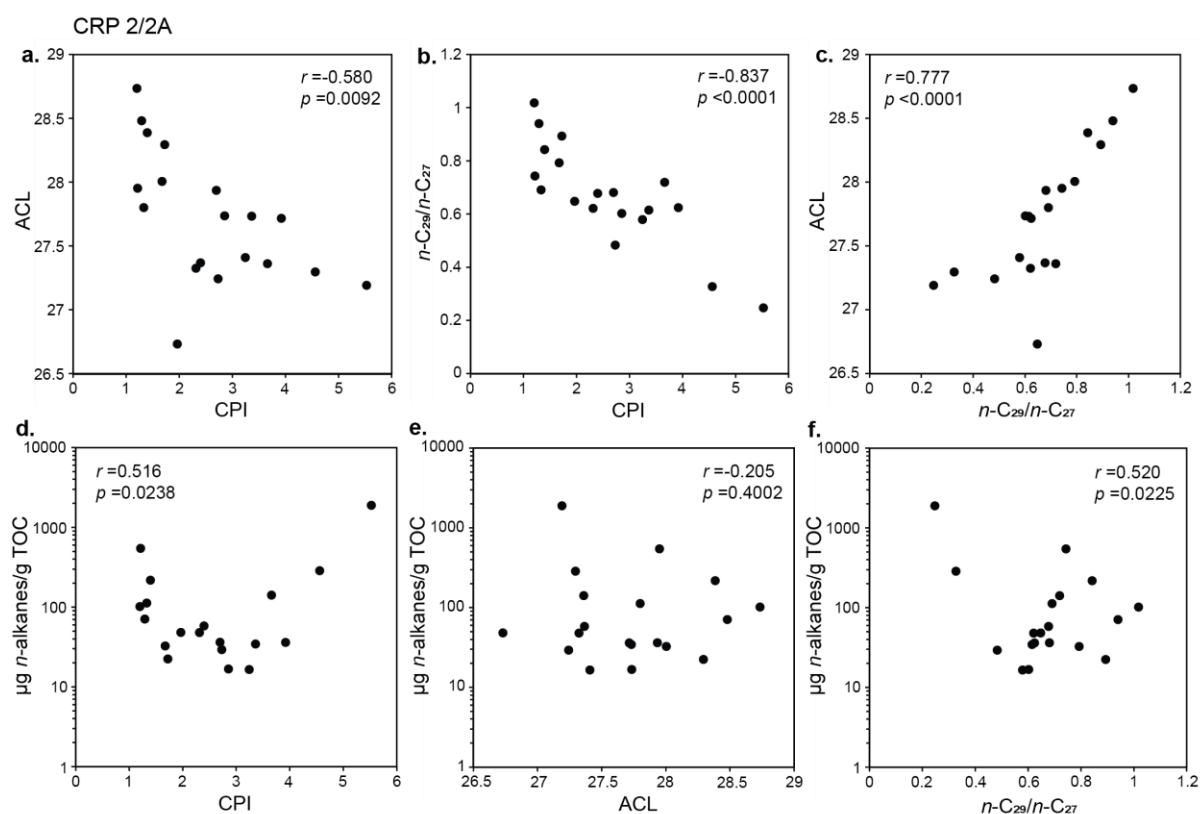 CRP 2/2A
a.
29
28.5
28
27.5
27
26.5
ACL
r =-0.580
p =0.0092
0 1 2 3 4 5 6
CPI
b.
1.2
1
0.8
0.6
0.4
0.2
0
n-C₂₉/n-C₂₇
r =-0.837
p <0.0001
0 1 2 3 4 5 6
CPI
c.
29
28.5
28
27.5
27
26.5
ACL
r =0.777
p <0.0001
0 0.2 0.4 0.6 0.8 1 1.2
n-C₂₉/n-C₂₇
d.
10000
1000
100
10
1
µg n-alkanes/g TOC
r =0.516
p =0.0238
0 1 2 3 4 5 6
CPI
e.
10000
1000
100
10
1
µg n-alkanes/g TOC
r =-0.205
p =0.4002
26.5 27 27.5 28 28.5 29
ACL
f.
10000
1000
100
10
1
µg n-alkanes/g TOC
r =0.520
p =0.0225
0 0.2 0.4 0.6 0.8 1 1.2
n-C₂₉/n-C₂₇